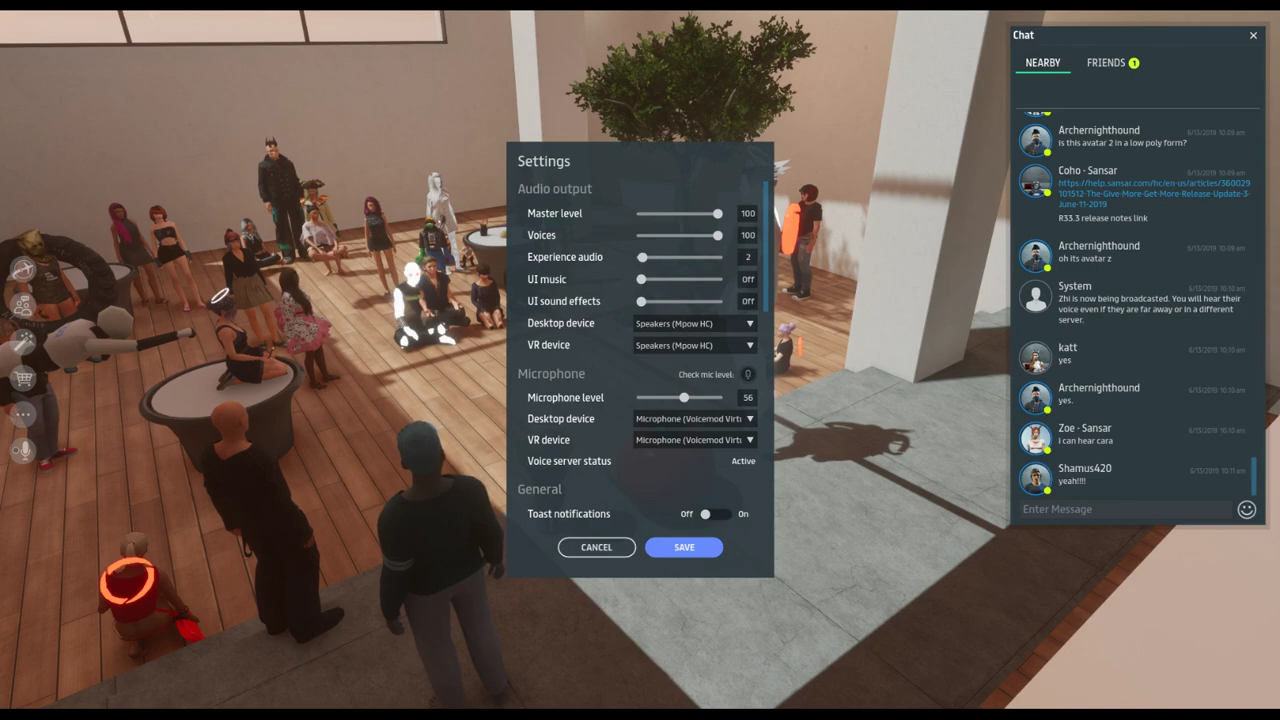 Settings
Audio output
Master level 100
Voices 100
Experience audio 2
UI music Off
UI sound effects Off
Desktop device Speakers (Mpow HC)
VR device Speakers (Mpow HC)
Microphone Check mic level:
Microphone level 56
Desktop device Microphone (Voicemod Virtu
VR device Microphone (Voicemod Virtu
Voice server status Active
General
Toast notifications Off On
CANCEL SAVE
Chat
NEARBY FRIENDS 1
Archernighthound 6/13/2019 10:09 am
Is this avatar 2 in a low poly form?
Coho - Sansar 6/13/2019 10:09 am
https://help.sansar.com/hc/en-us/articles/360029
101512-The-Give-More-Get-More-Release-Update-3-
June-11-2019
R33.3 release notes link
Archernighthound 6/13/2019 10:09 am
oh its avatar z
System 6/13/2019 10:10 am
Zhi is now being broadcasted. You will hear their
voice even if they are far away or in a different
server.
katt 6/13/2019 10:10 am
yes
Archernighthound 6/13/2019 10:10 am
yes.
Zoe - Sansar 6/13/2019 10:10 am
i can hear cara
Shamus420 6/13/2019 10:11 am
yeah!!!!
Enter Message